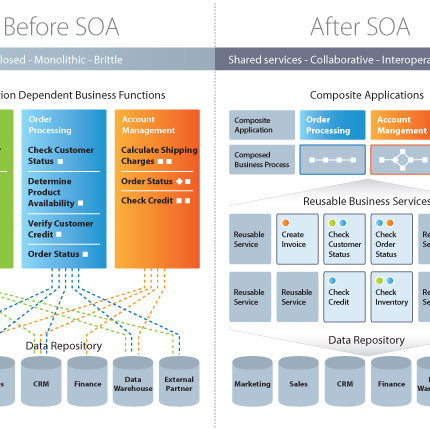 Before SOA
losed - Monolithic - Brittle
tion Dependent Business Functions
Order
Processing
Check Customer
Status
Determine
Product
Availability
Verify Customer
Credit
Order Status
Account
Management
Calculate Shipping
Charges
Order Status
Check Credit
Data Repository
s
CRM
Finance
Data
Warehouse
External
Partner
After SOA
Shared services - Collaborative - Interopera
Composite Applications
Composite
Application
Order
Processing
Account
Mangement
Composed
Business Process
Reusable Business Services
Reusable
Service
Create
Invoice
Check
Customer
Status
Check
Order
Status
Re
Se
Reusable
Service
Reusable
Service
Check
Credit
Check
Inventory
Re
Se
Data Repository
Marketing
Sales
CRM
Finance
D
War